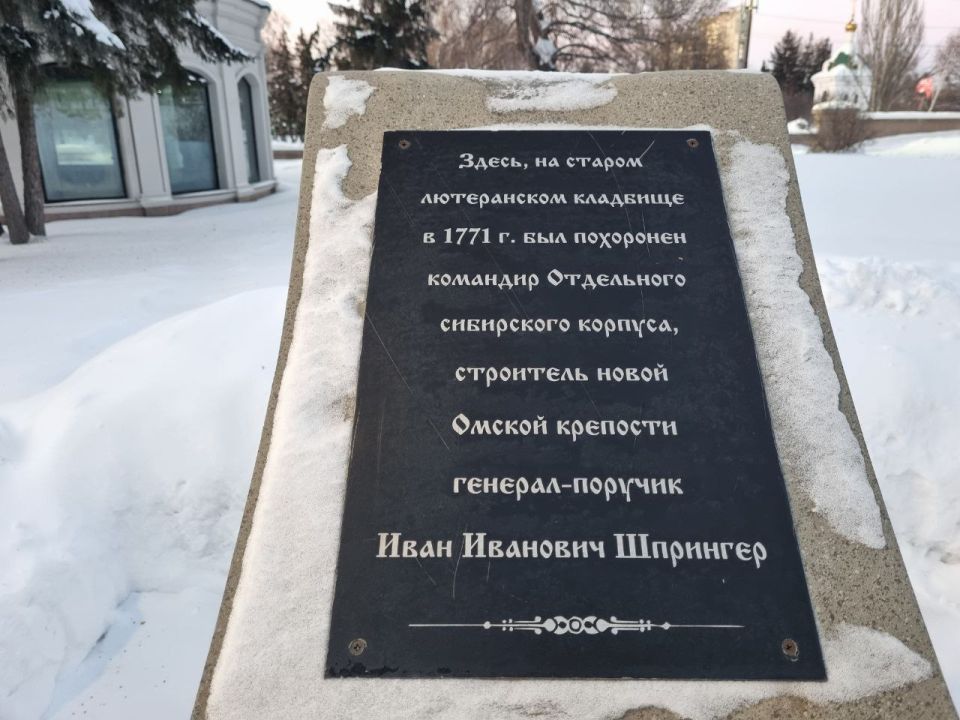 Здесь, на старом
лютеранском кладбище
в 1771 г. был похоронен
командир Отдельного
сибирского корпуса,
строитель новой
Омской крепости
генерал-поручик
Иван Иванович Шпрингер